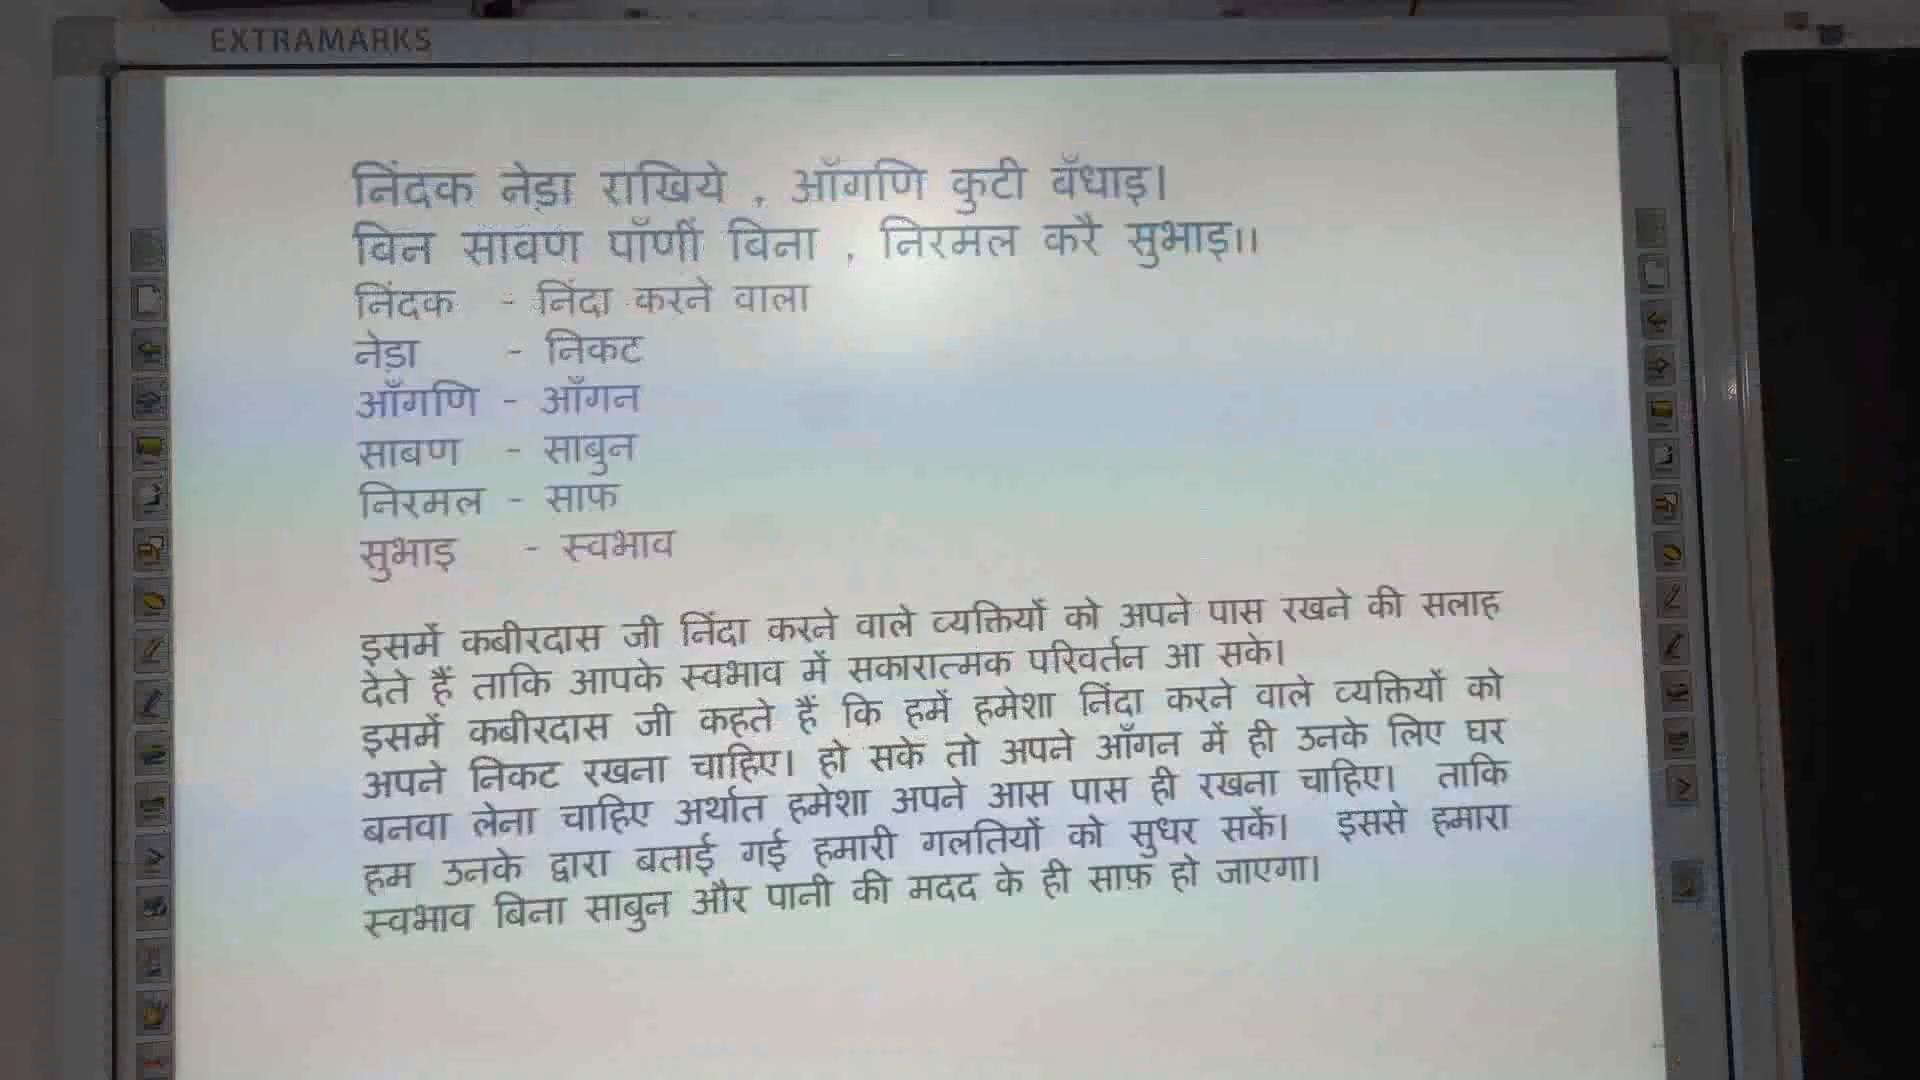 EXTRAMARKS
निंदक नेड़ा राखिये , आँगणि कुटी बँधाइ।
बिन साबण पाँणीं बिना , निरमल करै सुभाइ।।
निंदक - निंदा करने वाला
नेड़ा - निकट
आँगणि - आँगन
साबण - साबुन
निरमल - साफ़
सुभाइ - स्वभाव
इसमें कबीरदास जी निंदा करने वाले व्यक्तियों को अपने पास रखने की सलाह
देते हैं ताकि आपके स्वभाव में सकारात्मक परिवर्तन आ सके।
इसमें कबीरदास जी कहते हैं कि हमें हमेशा निंदा करने वाले व्यक्तियों को
अपने निकट रखना चाहिए। हो सके तो अपने आँगन में ही उनके लिए घर
बनवा लेना चाहिए अर्थात हमेशा अपने आस पास ही रखना चाहिए। ताकि
हम उनके द्वारा बताई गई हमारी गलतियों को सुधर सकें। इससे हमारा
स्वभाव बिना साबुन और पानी की मदद के ही साफ़ हो जाएगा।